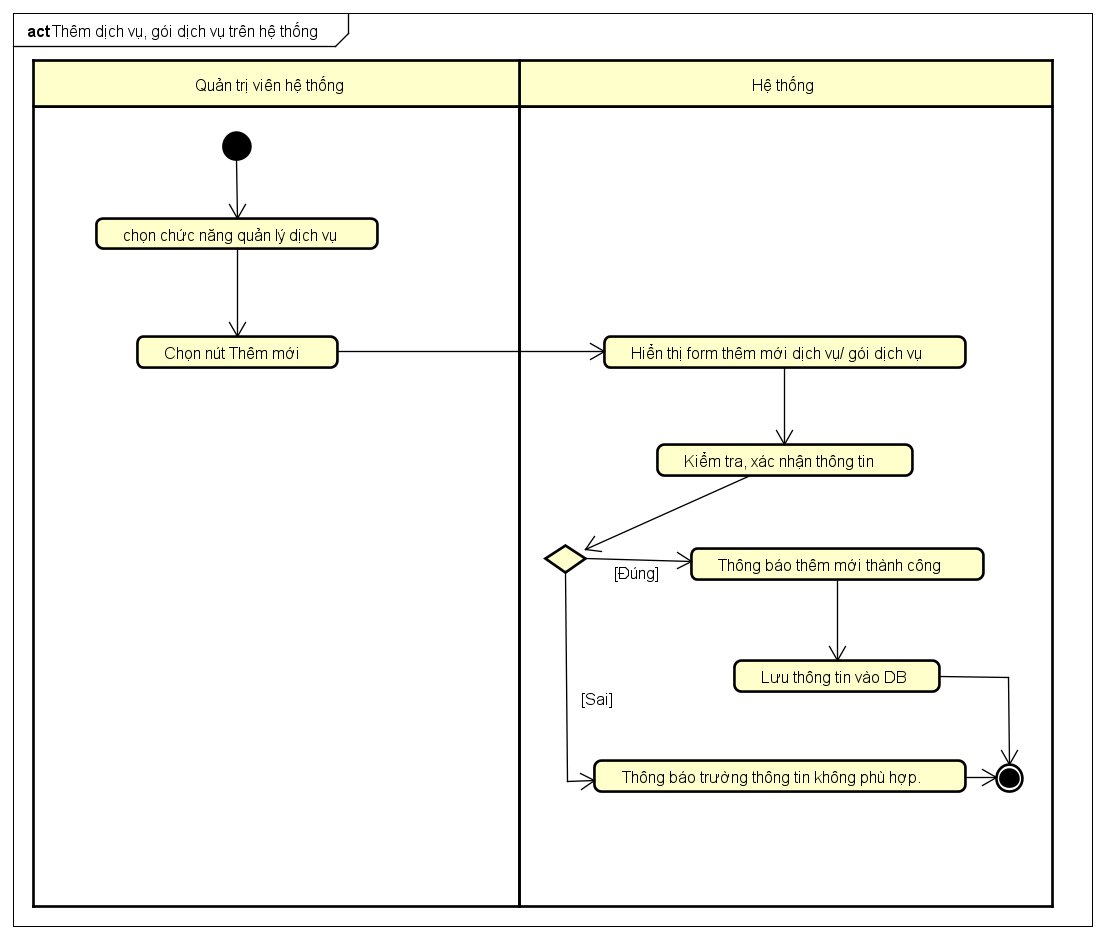 act Thêm dịch vụ, gói dịch vụ trên hệ thống
Quản trị viên hệ thống
Hệ thống
chọn chức năng quản lý dịch vụ
Chọn nút Thêm mới
Hiển thị form thêm mới dịch vụ/ gói dịch vụ
Kiểm tra, xác nhận thông tin
[Đúng]
Thông báo thêm mới thành công
Lưu thông tin vào DB
[Sai]
Thông báo trường thông tin không phù hợp.